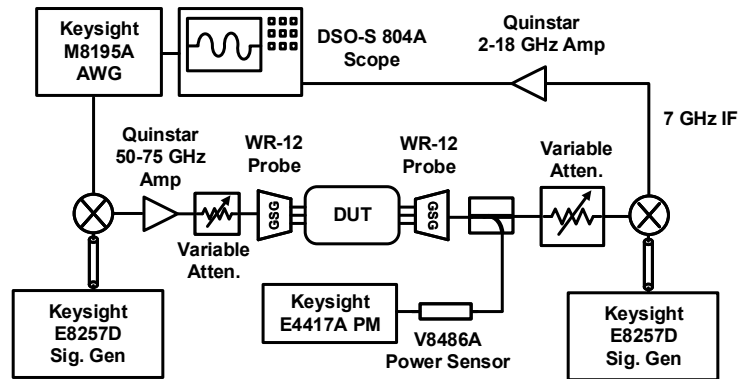 Keysight
M8195A
AWG
DSO-S 804A
Scope
Quinstar
2-18 GHz Amp
7 GHz IF
Quinstar
50-75 GHz
Amp
WR-12
Probe
WR-12
Probe
Variable
Atten.
GSG
DUT
GSG
Variable
Atten.
Keysight
E8257D
Sig. Gen
Keysight
E4417A PM
V8486A
Power Sensor
Keysight
E8257D
Sig. Gen